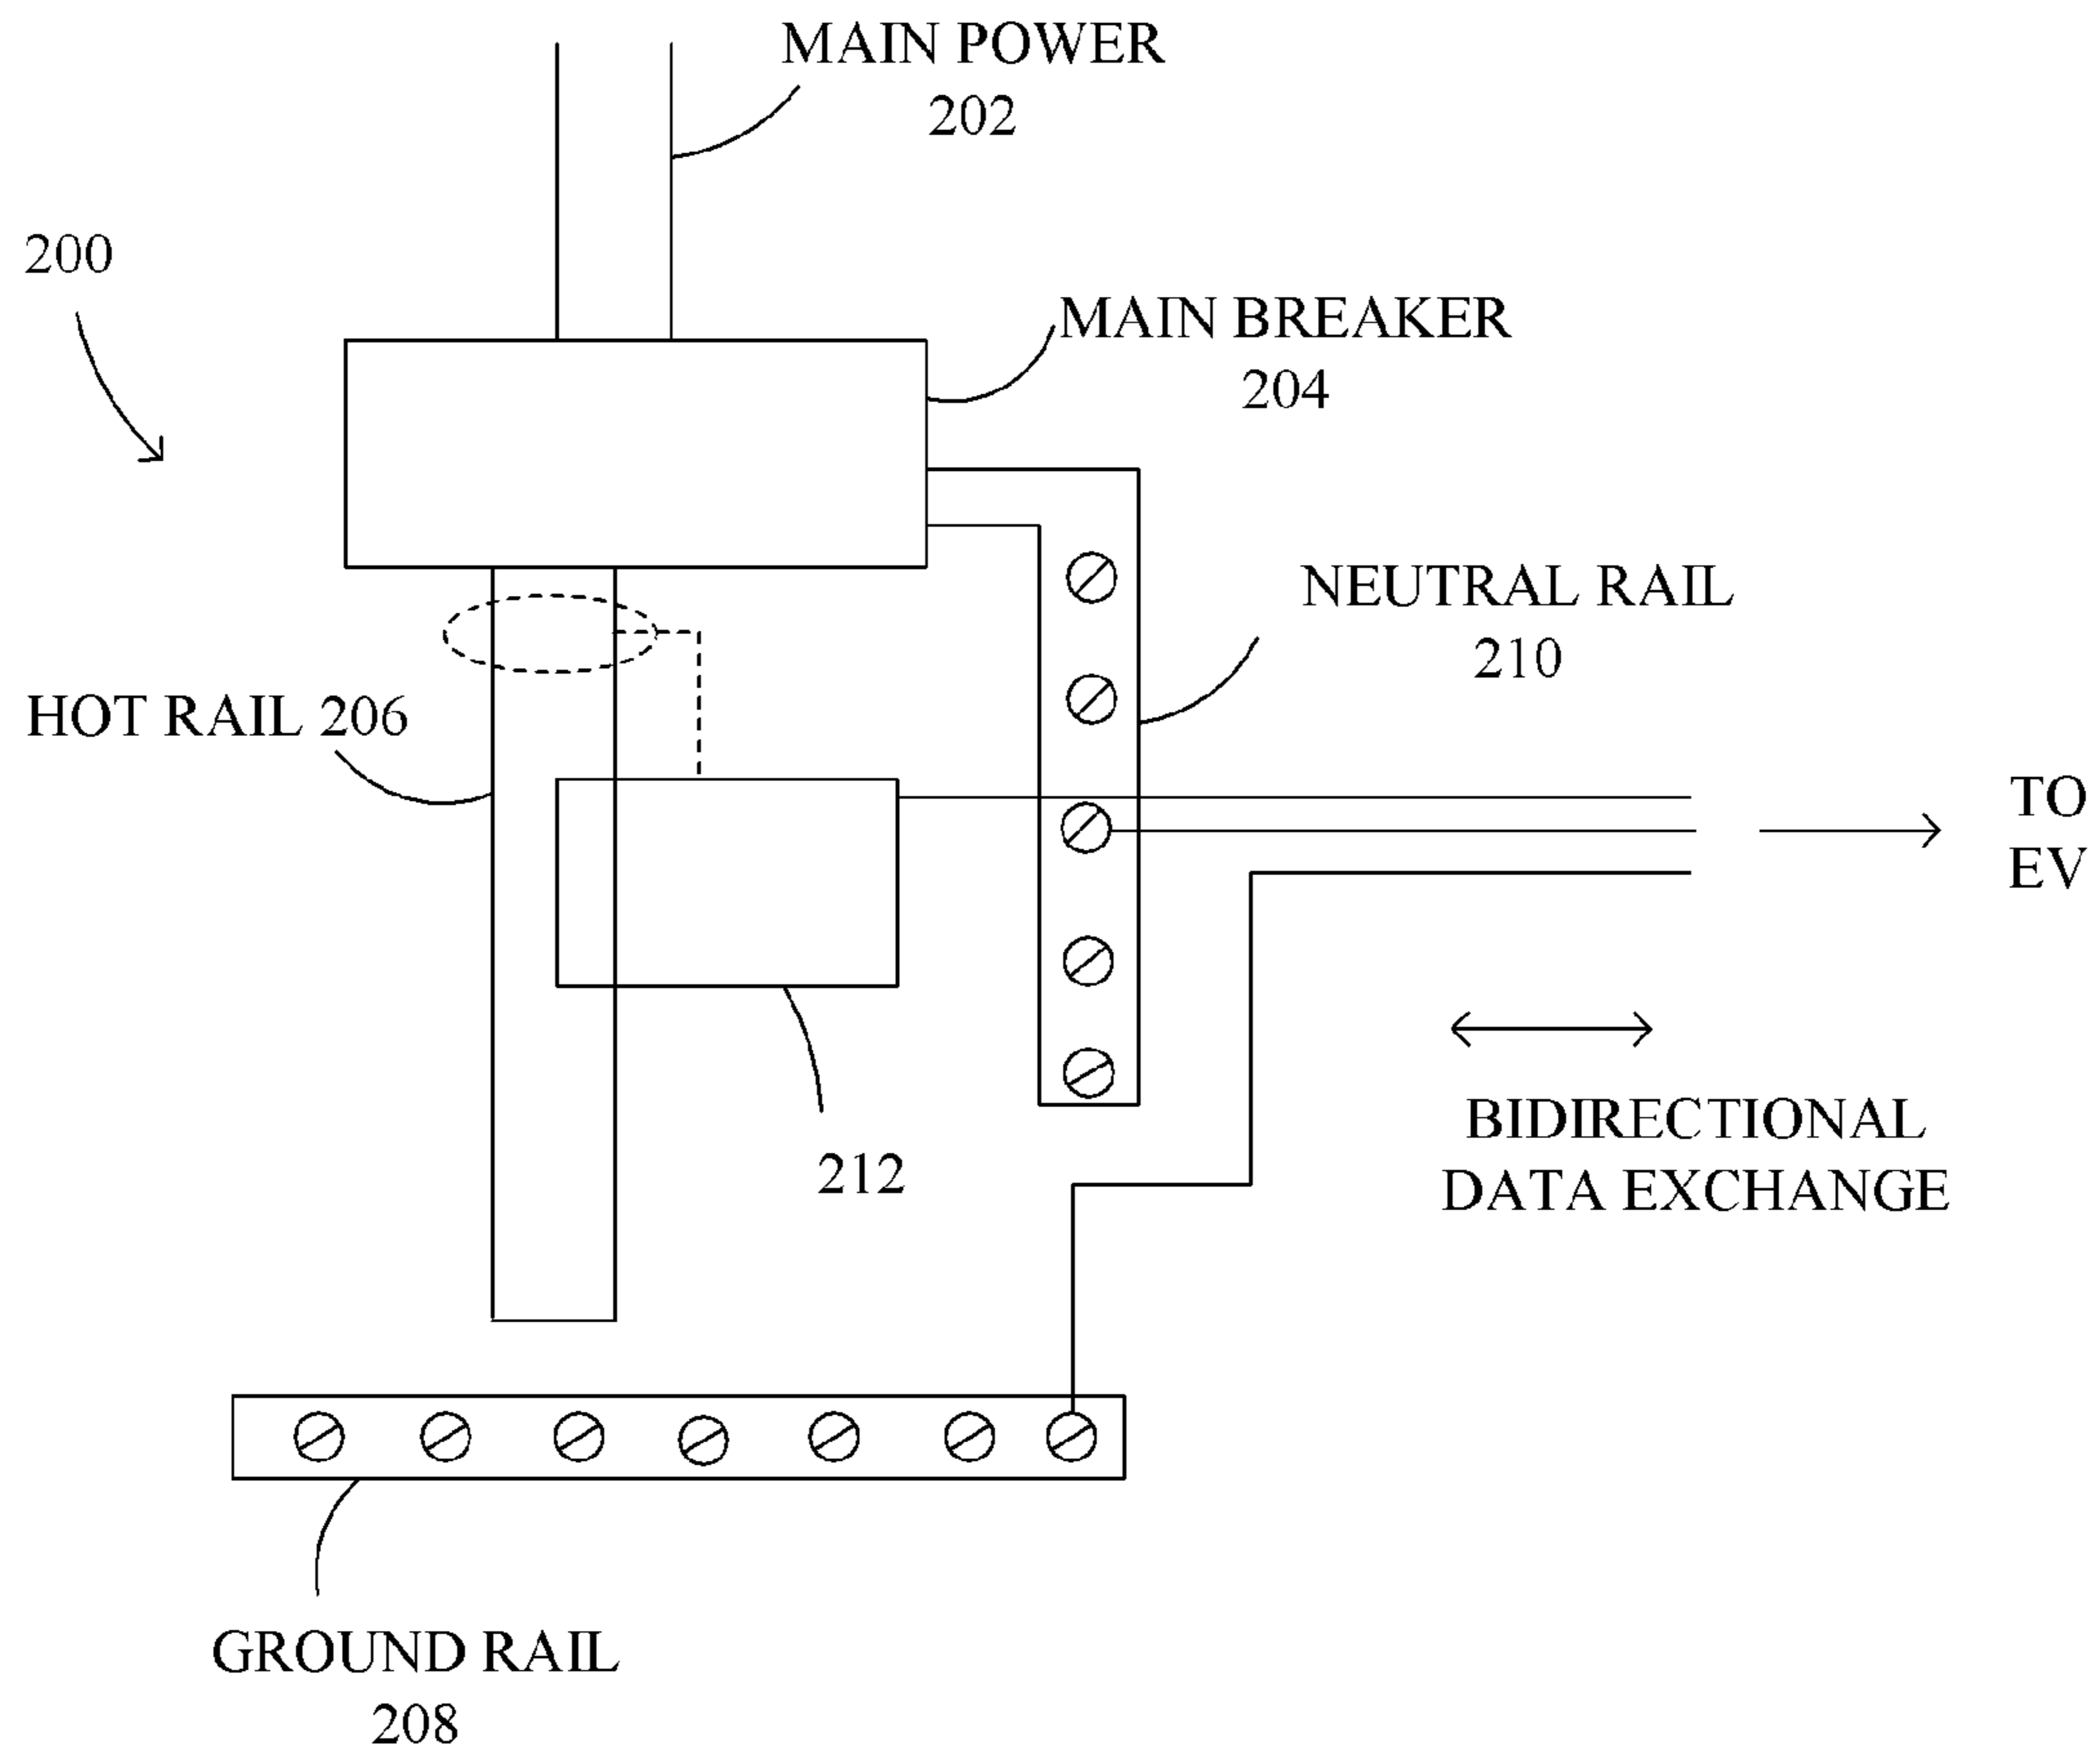 MAIN POWER
202
200
MAIN BREAKER
204
NEUTRAL RAIL
210
HOT RAIL 206
TO
EV
BIDIRECTIONAL
DATA EXCHANGE
212
GROUND RAIL
208